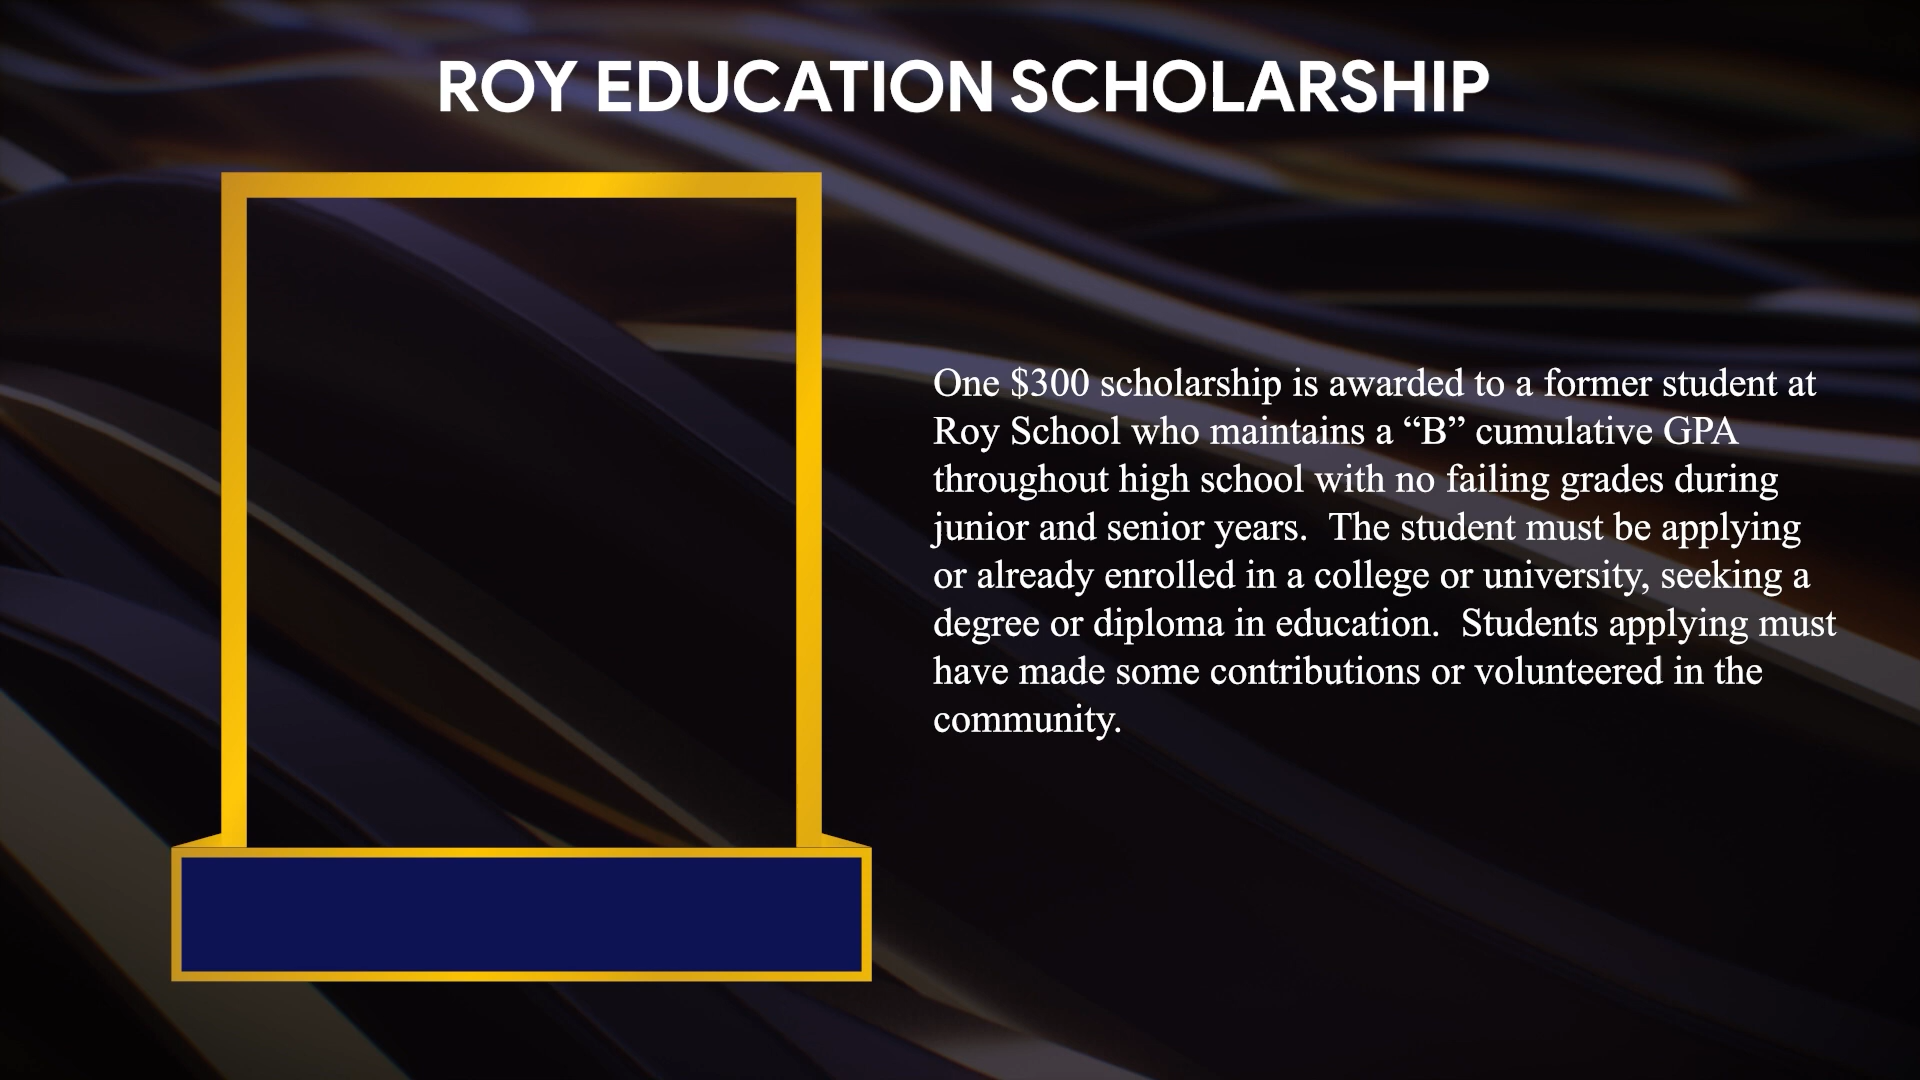 ROY EDUCATION SCHOLARSHIP
One $300 scholarship is awarded to a former student at
Roy School who maintains a “B” cumulative GPA
throughout high school with no failing grades during
junior and senior years.  The student must be applying
or already enrolled in a college or university, seeking a
degree or diploma in education.  Students applying must
have made some contributions or volunteered in the
community.